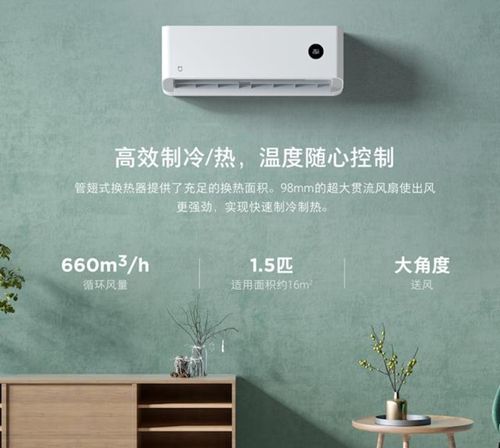 高效制冷/热，温度随心控制
管翅式换热器提供了充足的换热面积。98mm的超大贯流风扇使出风
更强劲，实现快速制冷制热。
660m³/h
循环风量
1.5匹
适用面积约16m²
大角度
送风